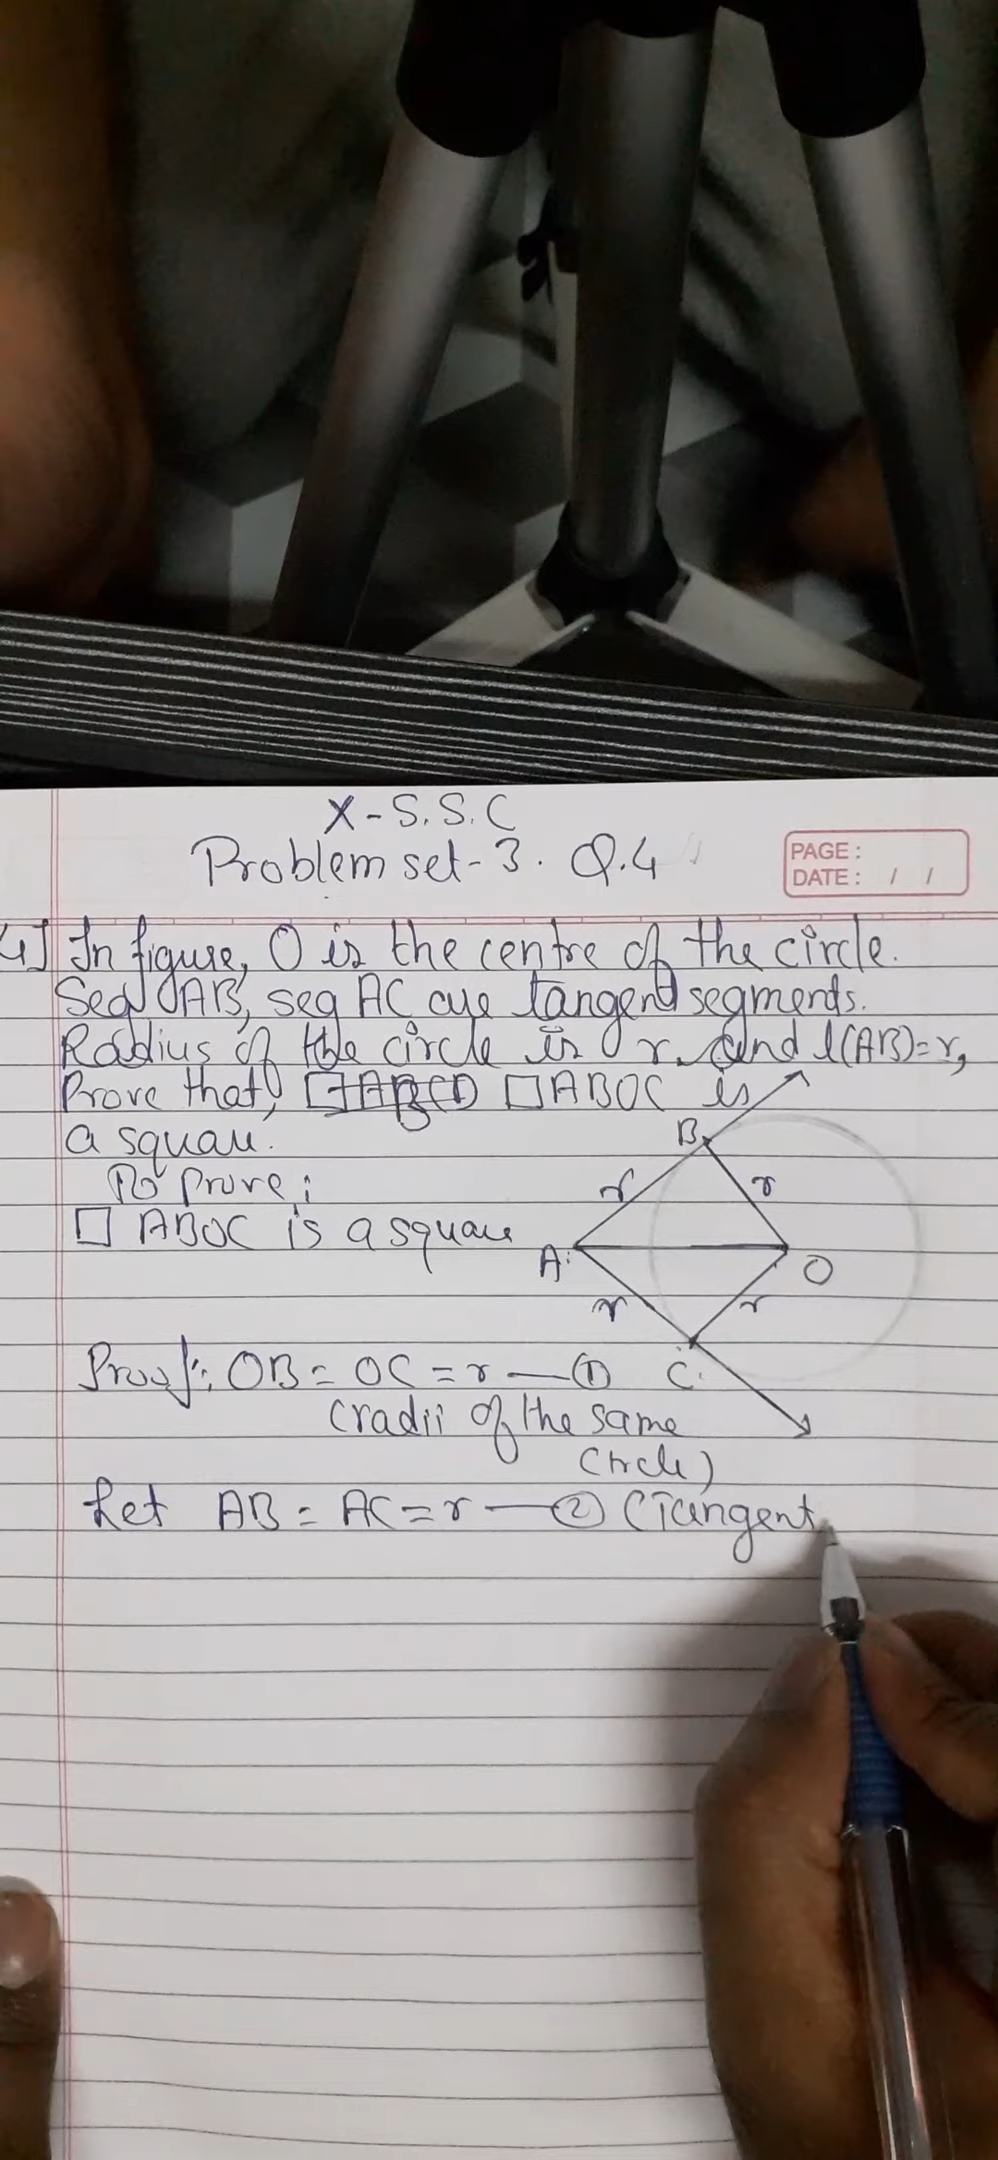 X - S.S.C
Problem set - 3. Q.4
PAGE :
DATE : / /
4] In figure, O is the centre of the circle.
Seg AB, seg AC are tangent segments.
Radius of the circle is r and l(AB)=r,
Prove that, □ABCD □ABOC is
a square.
To prove:
□ ABOC is a square
B
r
r
A
O
r
r
C
Proof: OB = OC = r — ①
(radii of the same
circle)
Let AB = AC = r — ② (Tangent